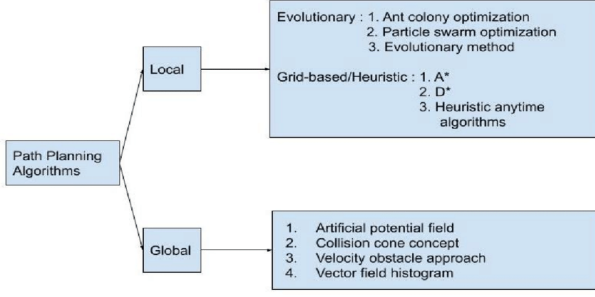 Path Planning
Algorithms
Local
Evolutionary : 1. Ant colony optimization
2. Particle swarm optimization
3. Evolutionary method
Grid-based/Heuristic : 1. A*
2. D*
3. Heuristic anytime
algorithms
Global
1. Artificial potential field
2. Collision cone concept
3. Velocity obstacle approach
4. Vector field histogram